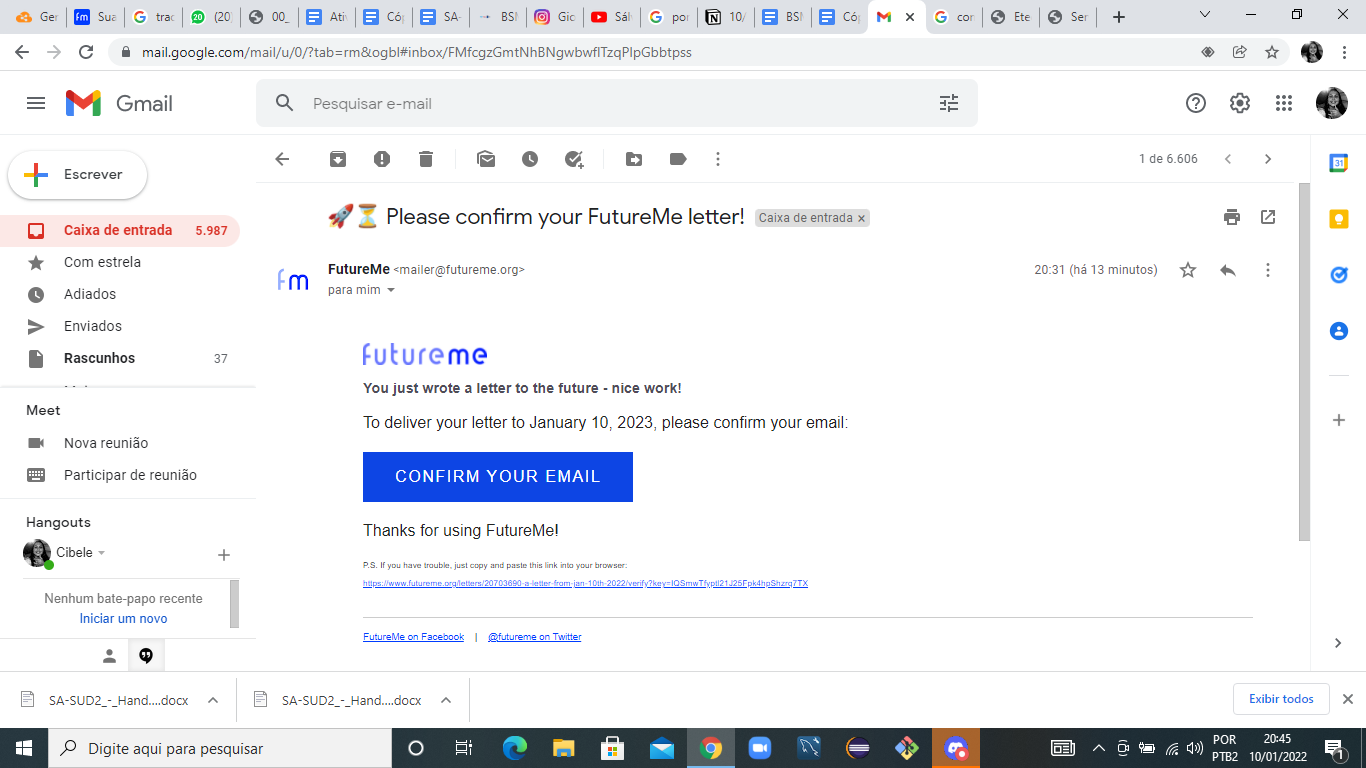 Ger
Sua
trac
(20)
00_
Ativ
Cóp
SA-
BSN
Gio
Sál
por
10/
BSN
Cóp
cor
Ete
Ser
mail.google.com/mail/u/0/?tab=rm&ogbl#inbox/FMfcgzGmtNhBNgwbwflTzqPlpGbbtpss
Gmail
Pesquisar e-mail
Escrever
1 de 6.606
Caixa de entrada 5.987
Com estrela
Adiados
Enviados
Rascunhos 37
Meet
Nova reunião
Participar de reunião
Hangouts
Cibele
Nenhum bate-papo recente
Iniciar um novo
🚀⏳ Please confirm your FutureMe letter! Caixa de entrada ×
FutureMe <mailer@futureme.org> 20:31 (há 13 minutos)
para mim
futureme
You just wrote a letter to the future - nice work!
To deliver your letter to January 10, 2023, please confirm your email:
CONFIRM YOUR EMAIL
Thanks for using FutureMe!
P.S. If you have trouble, just copy and paste this link into your browser:
https://www.futureme.org/letters/20703690-a-letter-from-jan-10th-2022/verify?key=IQSmwTfyptI21J25Fpk4hpShzrq7TX
FutureMe on Facebook | @futureme on Twitter
31
SA-SUD2_-_Hand....docx
SA-SUD2_-_Hand....docx
Exibir todos
Digite aqui para pesquisar
POR
PTB2
20:45
10/01/2022
1